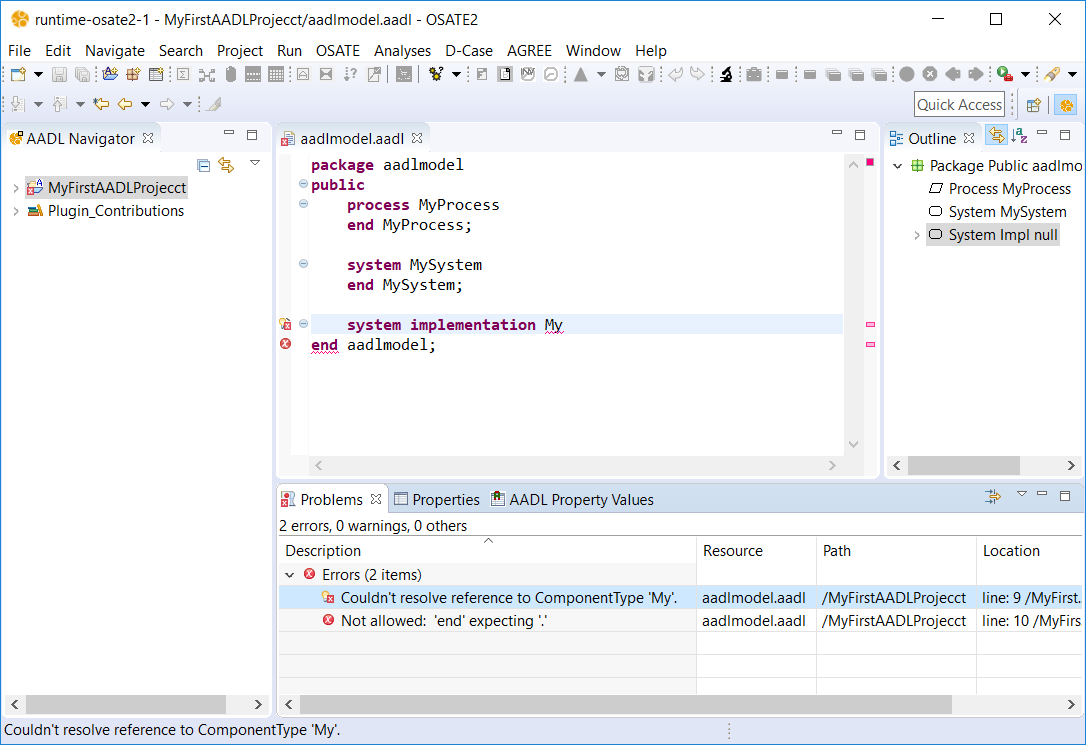 runtime-osate2-1 - MyFirstAADLProjecct/aadlmodel.aadl - OSATE2
File Edit Navigate Search Project Run OSATE Analyses D-Case AGREE Window Help
Quick Access
AADL Navigator
MyFirstAADLProjecct
Plugin_Contributions
aadlmodel.aadl
package aadlmodel
public
process MyProcess
end MyProcess;
system MySystem
end MySystem;
system implementation My
end aadlmodel;
Outline
Package Public aadlmo
Process MyProcess
System MySystem
System Impl null
Problems Properties AADL Property Values
2 errors, 0 warnings, 0 others
Description Resource Path Location
Errors (2 items)
Couldn't resolve reference to ComponentType 'My'. aadlmodel.aadl /MyFirstAADLProjecct line: 9 /MyFirst.
Not allowed: 'end' expecting '.' aadlmodel.aadl /MyFirstAADLProjecct line: 10 /MyFirs
Couldn't resolve reference to ComponentType 'My'.